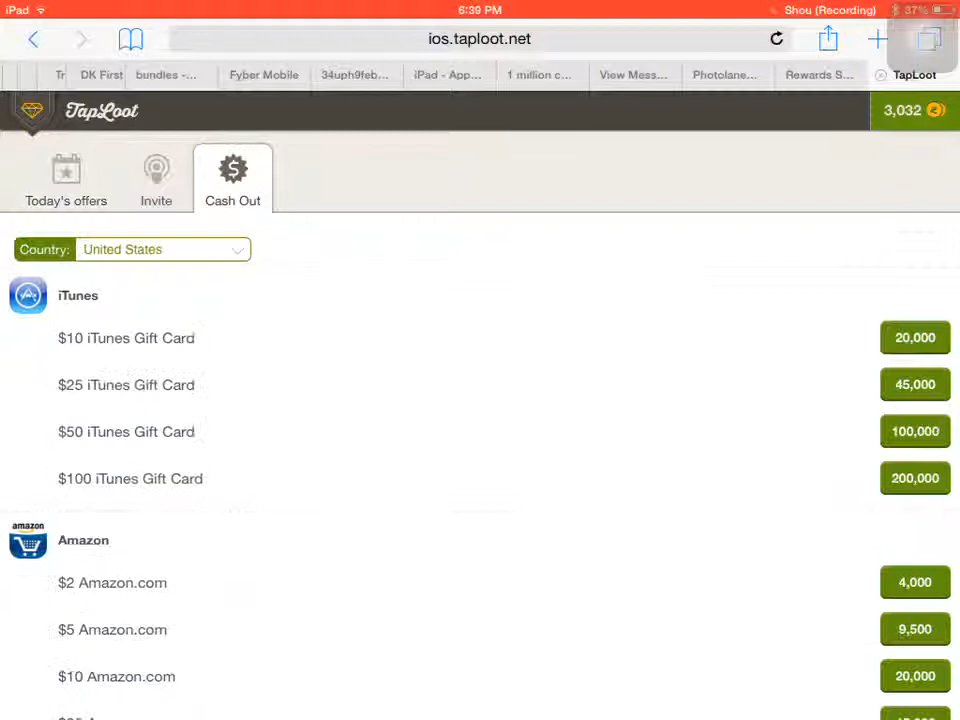 iPad 6:39 PM Shou (Recording) 37%
ios.taploot.net
Tr DK First bundles -... Fyber Mobile 34uph9feb... iPad - App... 1 million c... View Mess... Photoclane... Rewards S... TapLoot
TapLoot 3,032
Today's offers Invite Cash Out
Country: United States
iTunes
$10 iTunes Gift Card 20,000
$25 iTunes Gift Card 45,000
$50 iTunes Gift Card 100,000
$100 iTunes Gift Card 200,000
amazon
Amazon
$2 Amazon.com 4,000
$5 Amazon.com 9,500
$10 Amazon.com 20,000